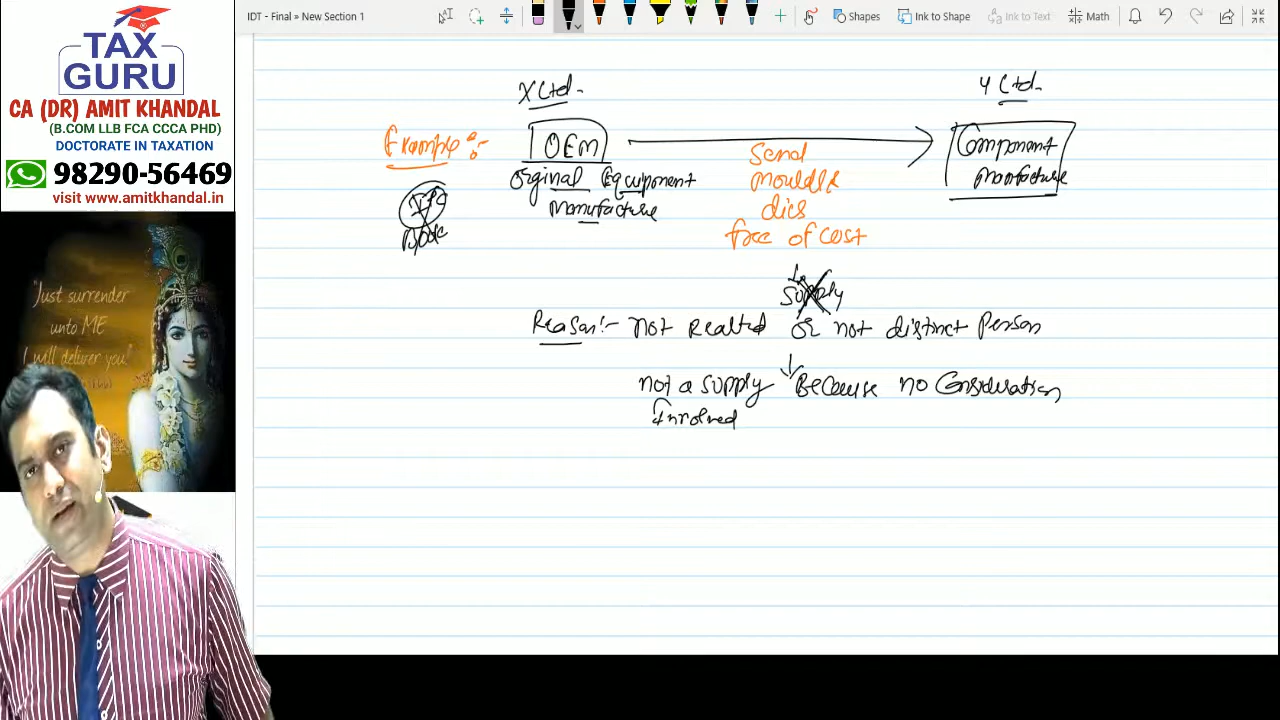 IDT - Final » New Section 1
Shapes
Ink to Shape
Ink to Text
Math
TAX
GURU
CA (DR) AMIT KHANDAL
(B.COM LLB FCA CCCA PHD)
DOCTORATE IN TAXATION
98290-56469
visit www.amitkhandal.in
"Just surrender
unto ME
I will deliver you"
X Ltd.
Y Ltd.
Example :-
OEM
Orginal Equipment
Manufacture
Send
moulds &
dies
free of cost
Component
manfacture
Supply
Reason:- not Realted or not distinct Person
not a supply Because no Consideration
Involved